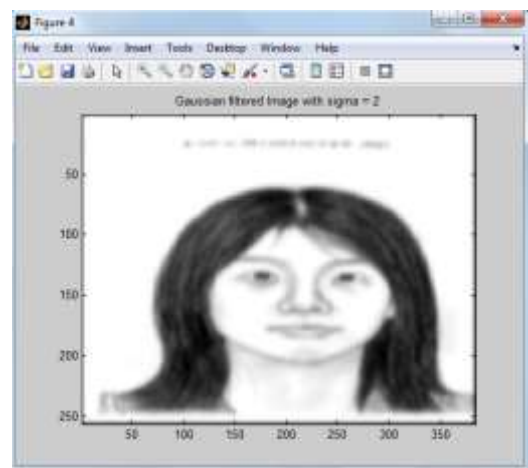 Figure 4
File Edit View Insert Tools Desktop Window Help
Gaussian filtered Image with sigma = 2
50
100
150
200
250
50 100 150 200 250 300 350